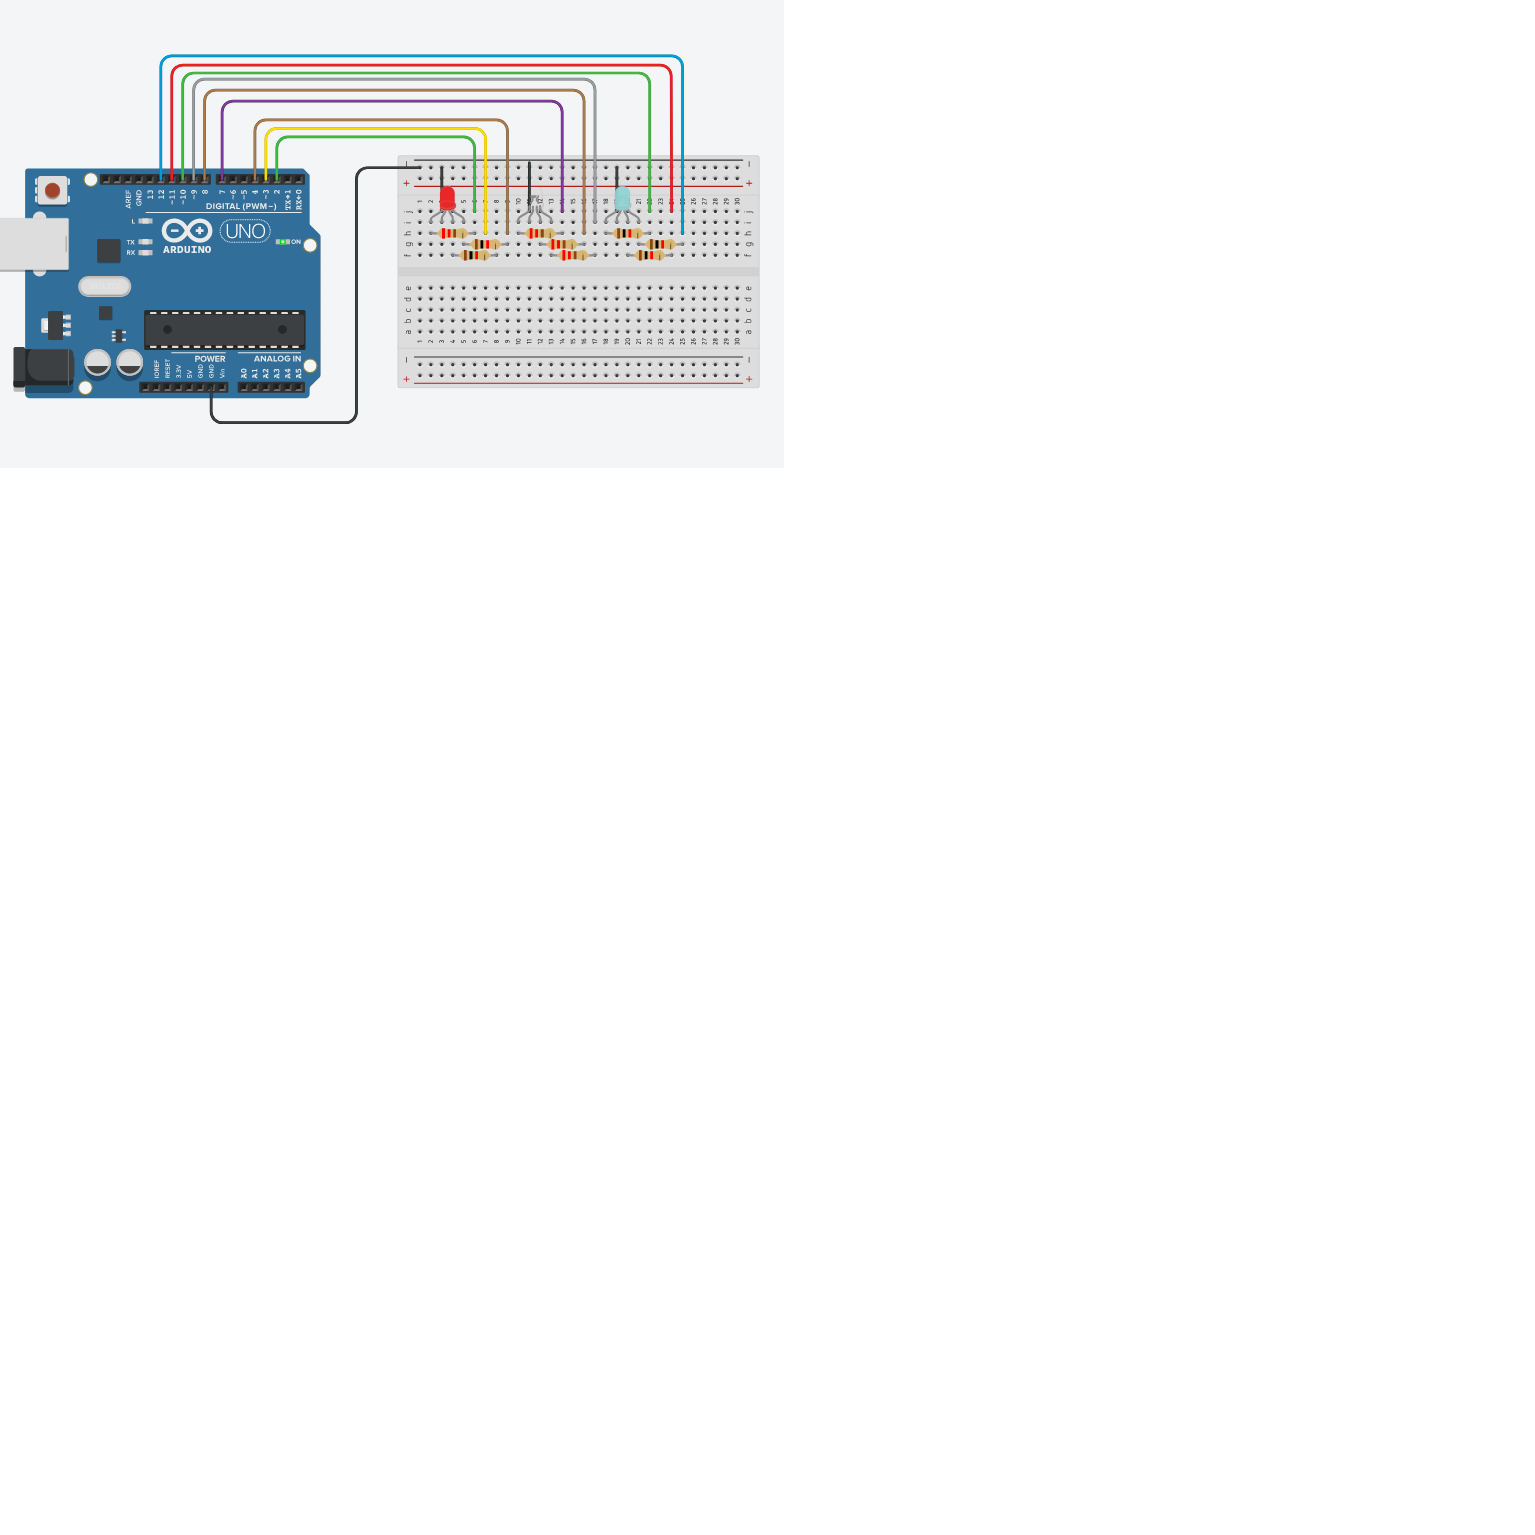 AREF
GND
13
12
~11
~10
~9
8
7
~6
~5
4
~3
2
TX→1
RX←0
DIGITAL (PWM~)
L
TX
RX
ARDUINO
UNO
ON
POWER
ANALOG IN
IOREF
RESET
3.3V
5V
GND
GND
Vin
A0
A1
A2
A3
A4
A5
− −
+ +
j j
i i
h h
g g
f f
e e
d d
c c
b b
a a
1 2 3 4 5 6 7 8 9 10 11 12 13 14 15 16 17 18 19 20 21 22 23 24 25 26 27 28 29 30
− −
+ +